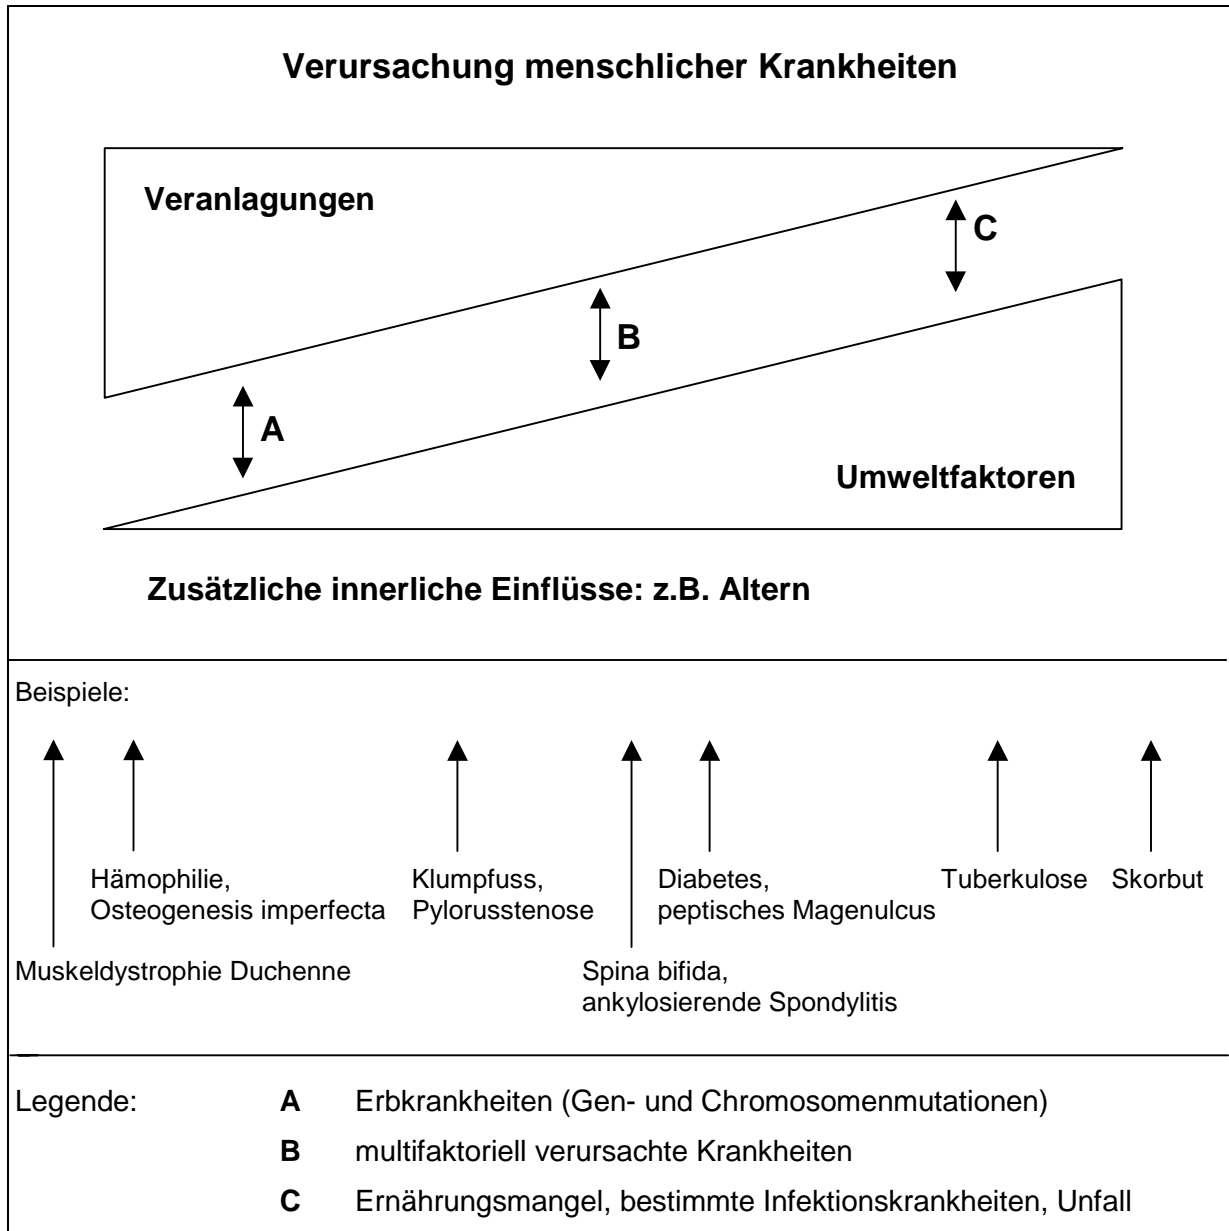 Verursachung menschlicher Krankheiten
Veranlagungen
C
B
A
Umweltfaktoren
Zusätzliche innerliche Einflüsse: z.B. Altern
Beispiele:
Hämophilie,
Osteogenesis imperfecta
Klumpfuss,
Pylorusstenose
Diabetes,
peptisches Magenulcus
Tuberkulose
Skorbut
Muskeldystrophie Duchenne
Spina bifida,
ankylosierende Spondylitis
Legende: A Erbkrankheiten (Gen- und Chromosomenmutationen)
B multifaktoriell verursachte Krankheiten
C Ernährungsmangel, bestimmte Infektionskrankheiten, Unfall